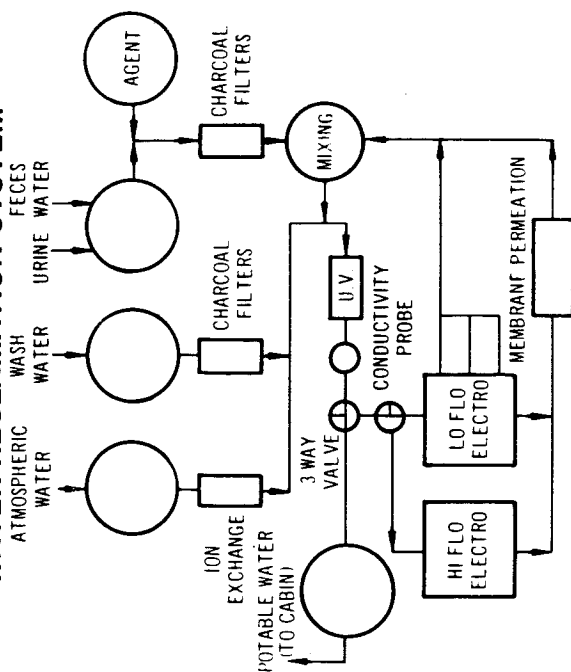 FECES
WATER
URINE
WASH
WATER
ATMOSPHERIC
WATER
AGENT
CHARCOAL
FILTERS
CHARCOAL
FILTERS
ION
EXCHANGE
MIXING
U.V.
CONDUCTIVITY
PROBE
3 WAY
VALVE
POTABLE WATER
(TO CABIN)
MEMBRANT PERMEATION
LO FLO
ELECTRO
HI FLO
ELECTRO